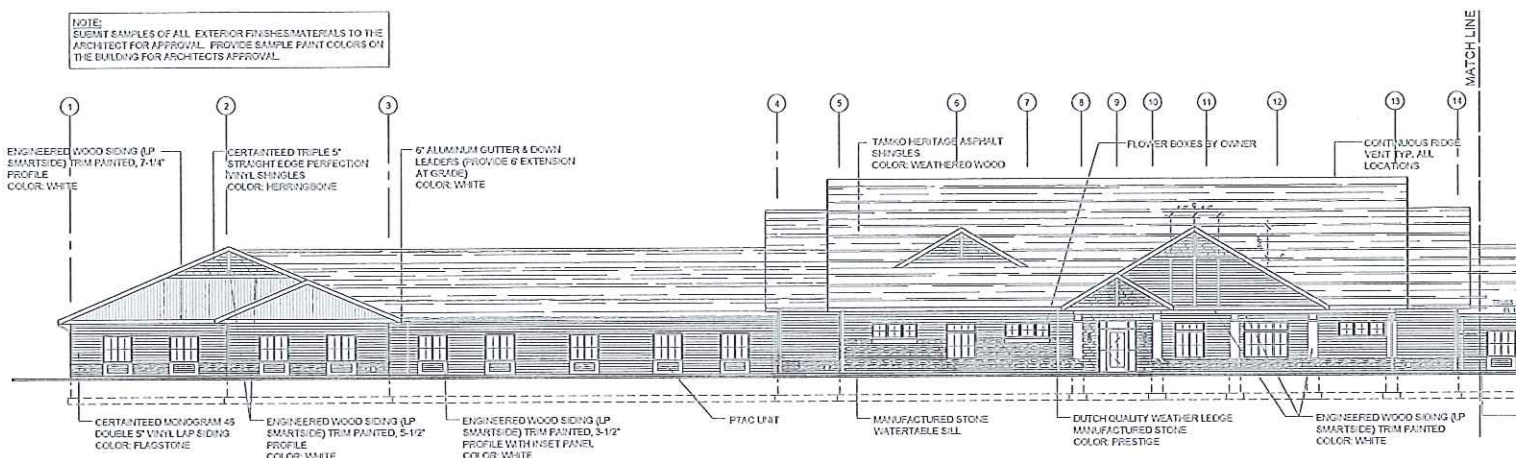 NOTE:
SUBMIT SAMPLES OF ALL EXTERIOR FINISHES/MATERIALS TO THE
ARCHITECT FOR APPROVAL. PROVIDE SAMPLE PAINT COLORS ON
THE BUILDING FOR ARCHITECTS APPROVAL.
MATCH LINE
1 2 3 4 5 6 7 8 9 10 11 12 13 14
ENGINEERED WOOD SIDING (LP
SMARTSIDE) TRIM PAINTED, 7-1/4"
PROFILE
COLOR: WHITE
CERTAINTEED TRIPLE 5"
STRAIGHT EDGE PERFECTION
VINYL SHINGLES
COLOR: HERRINGBONE
6" ALUMINUM GUTTER & DOWN
LEADERS (PROVIDE 6' EXTENSION
AT GRADE)
COLOR: WHITE
TAMKO HERITAGE ASPHALT
SHINGLES
COLOR: WEATHERED WOOD
FLOWER BOXES BY OWNER
CONTINUOUS RIDGE
VENT TYP. ALL
LOCATIONS
TRUSS
CERTAINTEED MONOGRAM 46
DOUBLE 5" VINYL LAP SIDING
COLOR: FLAGSTONE
ENGINEERED WOOD SIDING (LP
SMARTSIDE) TRIM PAINTED, 5-1/2"
PROFILE
COLOR: WHITE
ENGINEERED WOOD SIDING (LP
SMARTSIDE) TRIM PAINTED, 3-1/2"
PROFILE WITH INSET PANEL
COLOR: WHITE
PTAC UNIT
MANUFACTURED STONE
WATERTABLE SILL
DUTCH QUALITY WEATHER LEDGE
MANUFACTURED STONE
COLOR: PRESTIGE
ENGINEERED WOOD SIDING (LP
SMARTSIDE) TRIM PAINTED
COLOR: WHITE